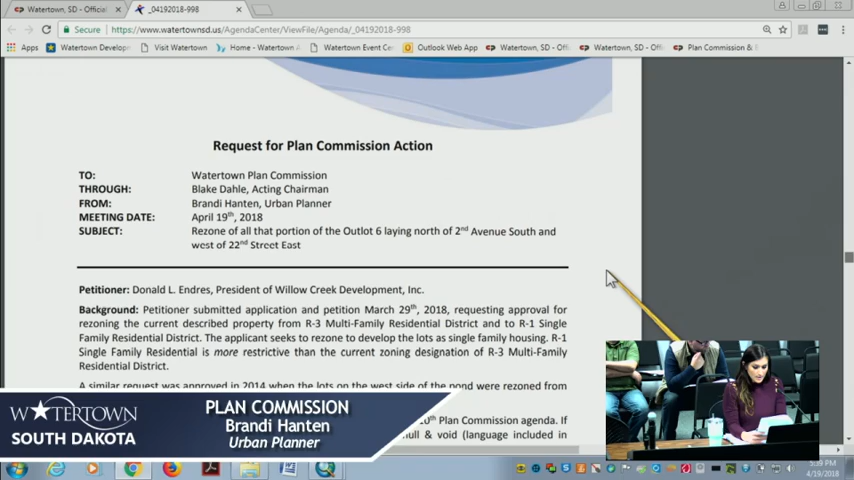 Watertown, SD - Official
_04192018-998
Secure
https://www.watertownsd.us/AgendaCenter/ViewFile/Agenda/_04192018-998
Apps
Watertown Develope
Visit Watertown
Home - Watertown Ar
Watertown Event Cer
Outlook Web App
Watertown, SD - Offi
Watertown, SD - Offi
Plan Commission & B
Request for Plan Commission Action
TO: Watertown Plan Commission
THROUGH: Blake Dahle, Acting Chairman
FROM: Brandi Hanten, Urban Planner
MEETING DATE: April 19th, 2018
SUBJECT: Rezone of all that portion of the Outlot 6 laying north of 2nd Avenue South and
west of 22nd Street East
Petitioner: Donald L. Endres, President of Willow Creek Development, Inc.
Background: Petitioner submitted application and petition March 29th, 2018, requesting approval for
rezoning the current described property from R-3 Multi-Family Residential District and to R-1 Single
Family Residential District. The applicant seeks to rezone to develop the lots as single family housing. R-1
Single Family Residential is more restrictive than the current zoning designation of R-3 Multi-Family
Residential District.
A similar request was approved in 2014 when the lots on the west side of the pond were rezoned from
Plan Commission agenda. If
null & void (language included in
WATERTOWN
SOUTH DAKOTA
PLAN COMMISSION
Brandi Hanten
Urban Planner
5:39 PM
4/19/2018